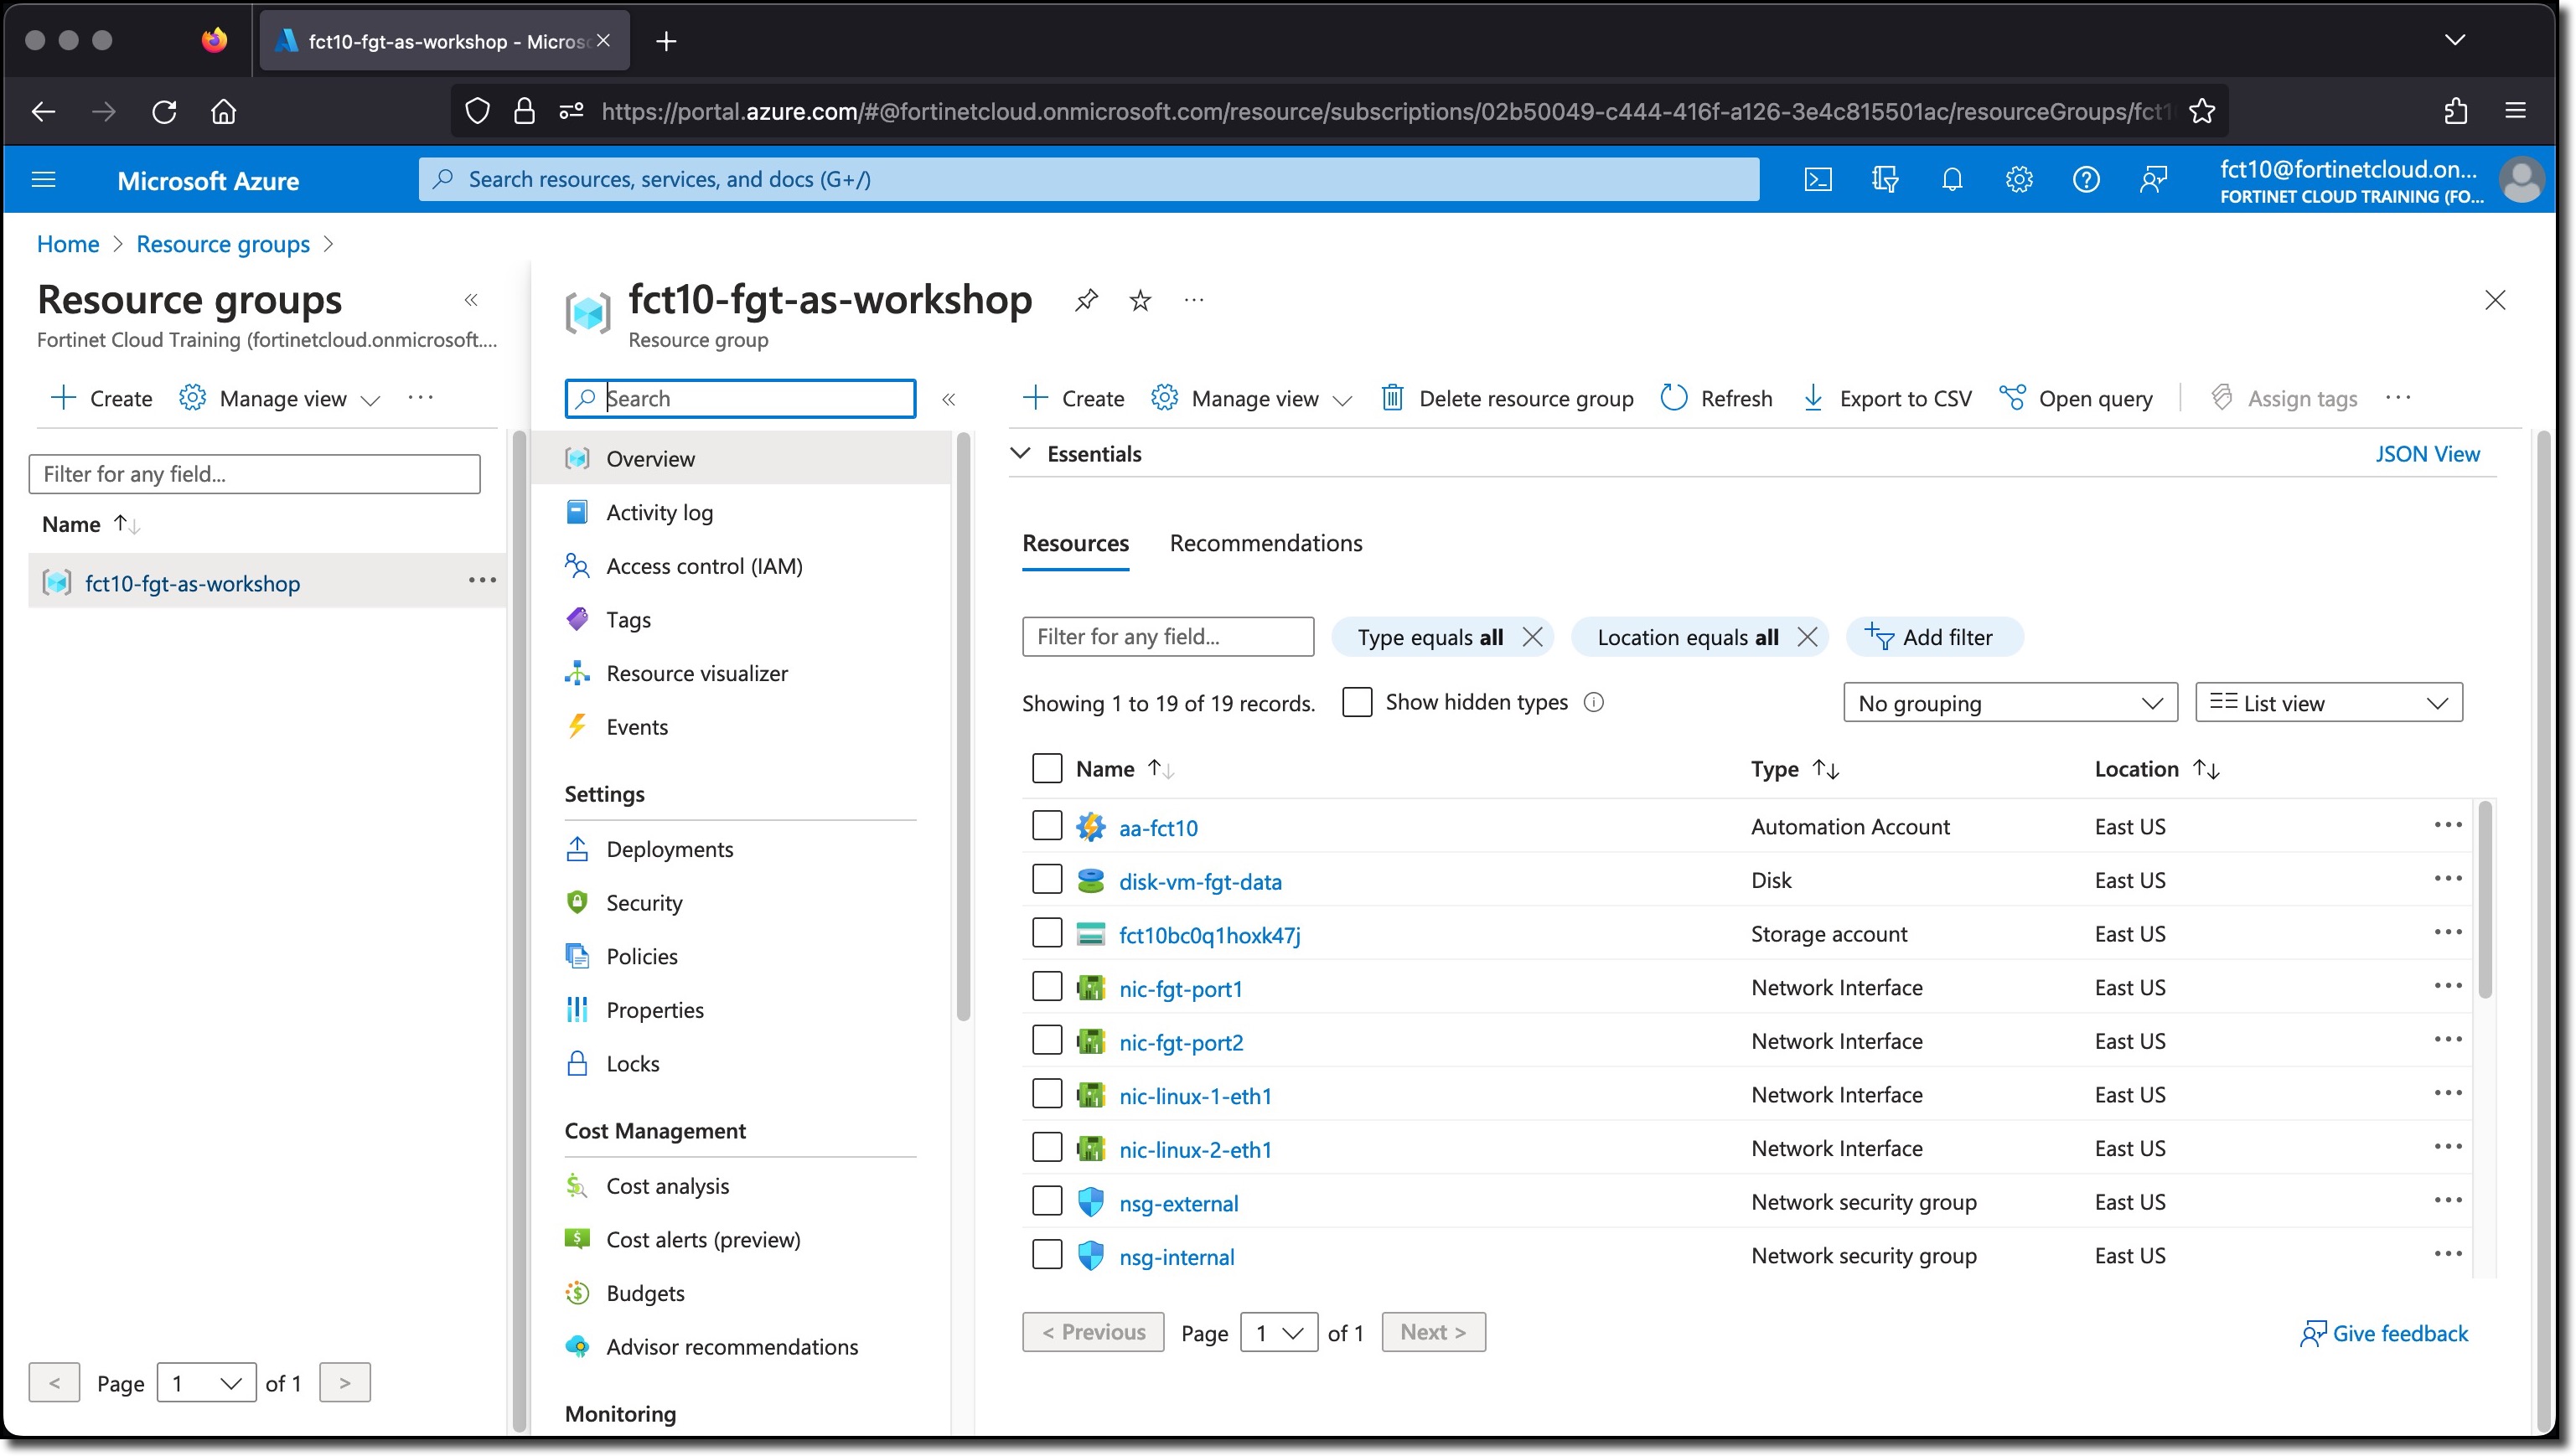 fct10-fgt-as-workshop - Micros
https://portal.azure.com/#@fortinetcloud.onmicrosoft.com/resource/subscriptions/02b50049-c444-416f-a126-3e4c815501ac/resourceGroups/fct1
Microsoft Azure
Search resources, services, and docs (G+/)
fct10@fortinetcloud.on...
FORTINET CLOUD TRAINING (FO...
Home > Resource groups >
Resource groups
Fortinet Cloud Training (fortinetcloud.onmicrosoft....
Create
Manage view
Filter for any field...
Name
fct10-fgt-as-workshop
Page 1 of 1
fct10-fgt-as-workshop
Resource group
Search
Overview
Activity log
Access control (IAM)
Tags
Resource visualizer
Events
Settings
Deployments
Security
Policies
Properties
Locks
Cost Management
Cost analysis
Cost alerts (preview)
Budgets
Advisor recommendations
Monitoring
Create
Manage view
Delete resource group
Refresh
Export to CSV
Open query
Assign tags
Essentials
JSON View
Resources
Recommendations
Filter for any field...
Type equals all
Location equals all
Add filter
Showing 1 to 19 of 19 records.
Show hidden types
No grouping
List view
Name Type Location
aa-fct10 Automation Account East US
disk-vm-fgt-data Disk East US
fct10bc0q1hoxk47j Storage account East US
nic-fgt-port1 Network Interface East US
nic-fgt-port2 Network Interface East US
nic-linux-1-eth1 Network Interface East US
nic-linux-2-eth1 Network Interface East US
nsg-external Network security group East US
nsg-internal Network security group East US
< Previous Page 1 of 1 Next >
Give feedback